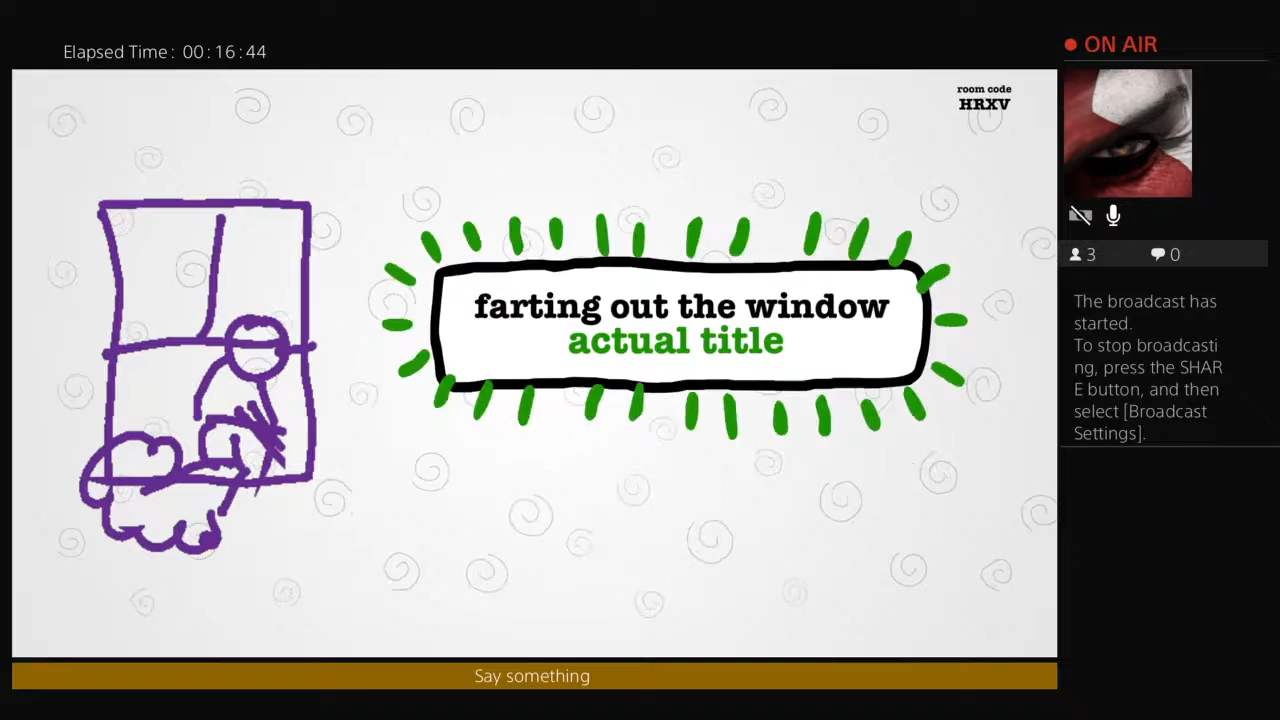 Elapsed Time: 00:16:44
ON AIR
room code
HRXV
farting out the window
actual title
3
0
The broadcast has
started.
To stop broadcasti
ng, press the SHAR
E button, and then
select [Broadcast
Settings].
Say something